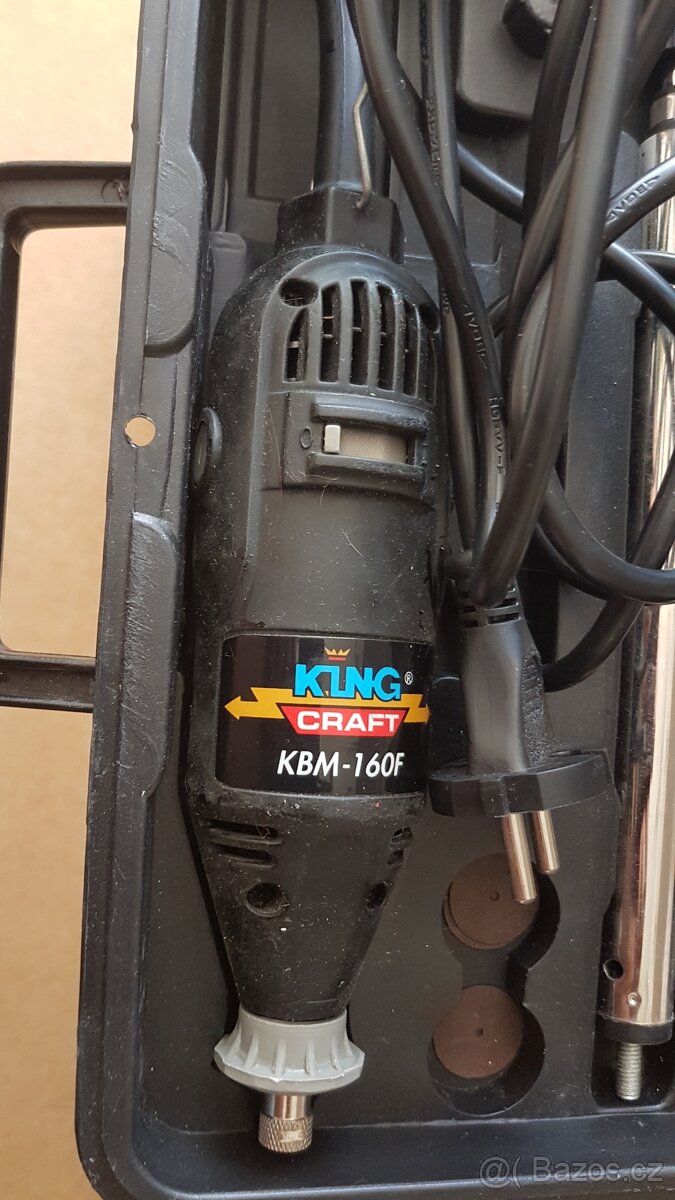 KING®
CRAFT
KBM-160F
@( Bazos.cz